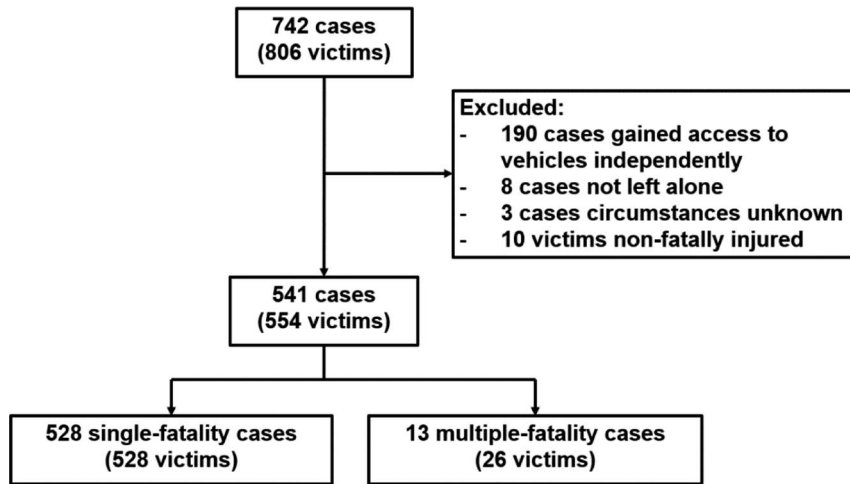 742 cases
(806 victims)
Excluded:
- 190 cases gained access to
vehicles independently
- 8 cases not left alone
- 3 cases circumstances unknown
- 10 victims non-fatally injured
541 cases
(554 victims)
528 single-fatality cases
(528 victims)
13 multiple-fatality cases
(26 victims)